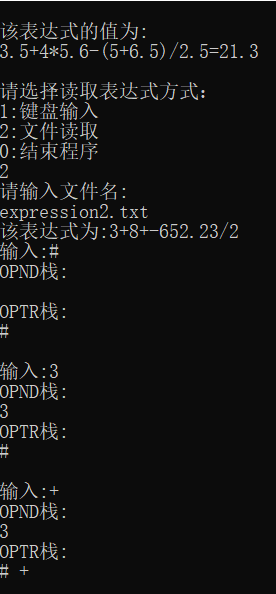 该表达式的值为:
3.5+4*5.6-(5+6.5)/2.5=21.3
请选择读取表达式方式:
1:键盘输入
2:文件读取
0:结束程序
2
请输入文件名:
expression2.txt
该表达式为:3+8+-652.23/2
输入:#
OPND栈:
OPTR栈:
#
输入:3
OPND栈:
3
OPTR栈:
#
输入:+
OPND栈:
3
OPTR栈:
# +